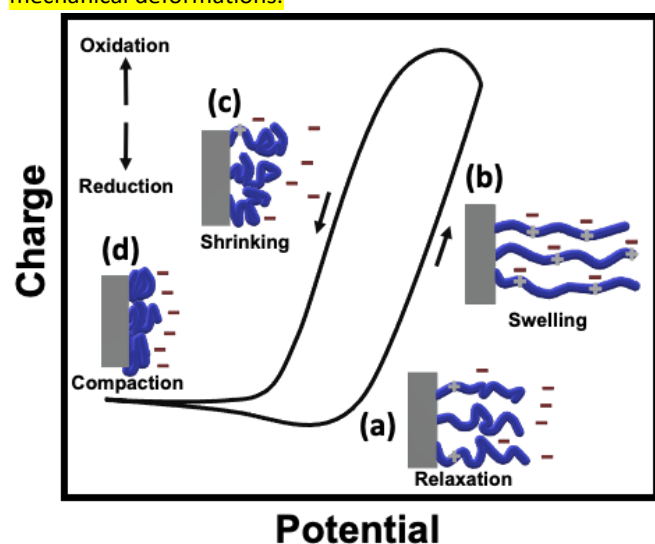 mechanical deformations.
Oxidation
(c)
Reduction
Shrinking
(b)
Swelling
(d)
Compaction
(a)
Relaxation
Charge
Potential